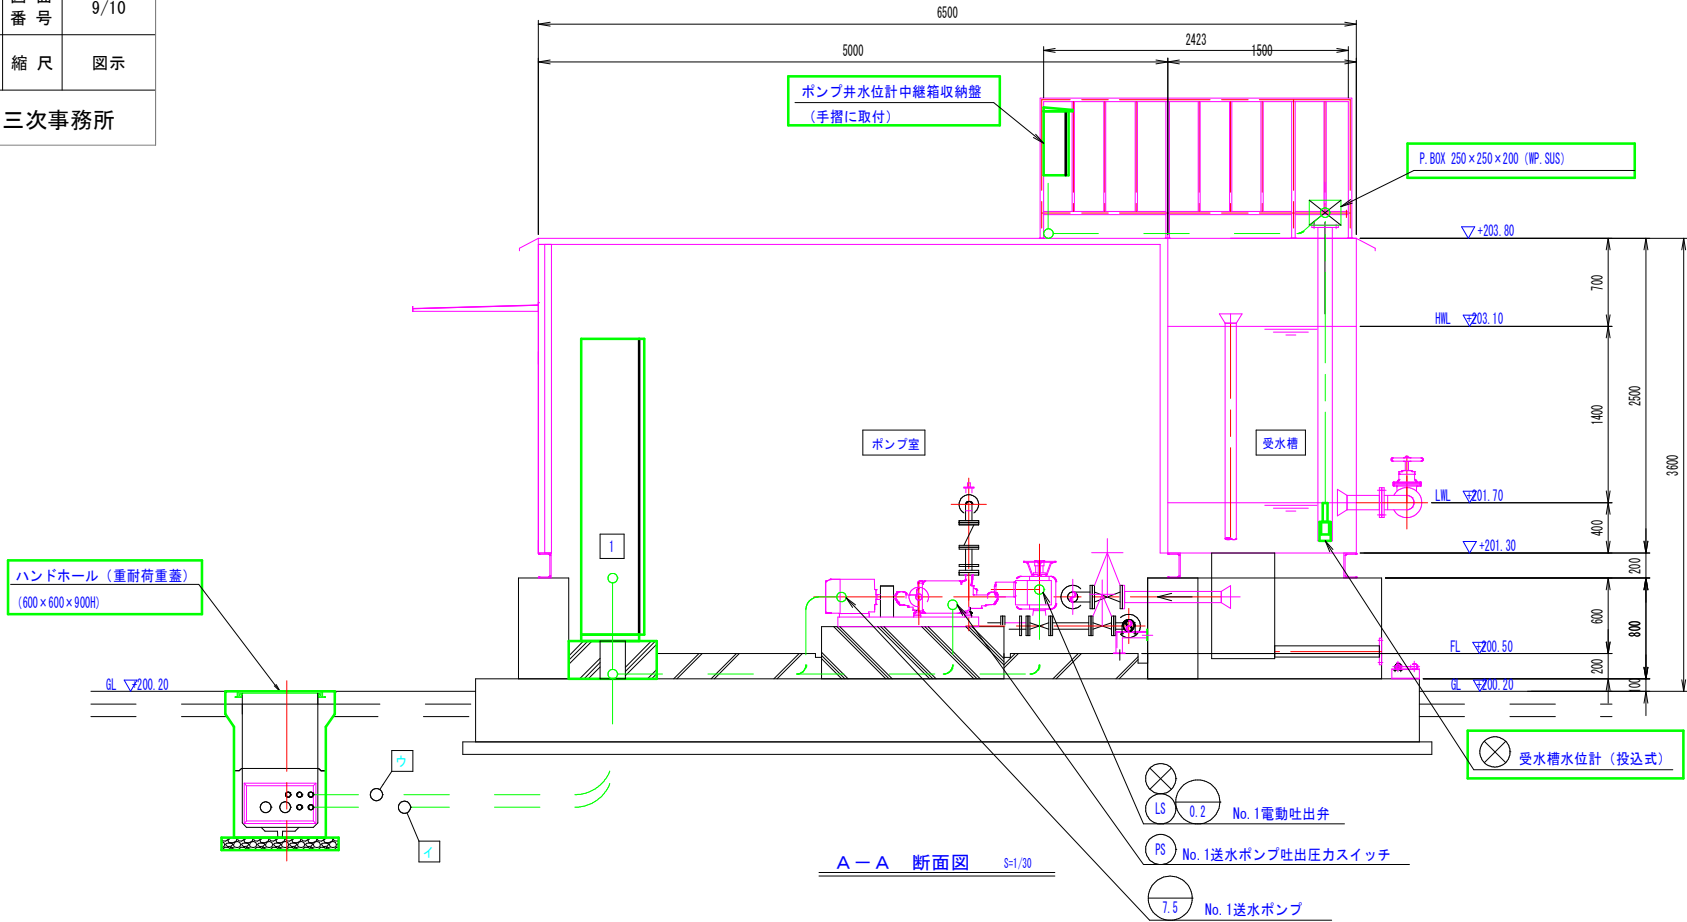 番 号
9/10
縮 尺
図示
三次事務所
6500
5000
2423
1500
ポンプ井水位計中継箱収納盤
(手摺に取付)
P.BOX 250×250×200 (WP.SUS)
▽+203.80
700
HWL ▽+203.10
1400
2500
3600
ポンプ室
受水槽
LWL ▽+201.70
400
▽+201.30
200
1
ハンドホール (重耐荷重蓋)
(600×600×900H)
600
800
FL ▽+200.50
200
100
GL ▽+200.20
GL ▽+200.20
ウ
イ
受水槽水位計 (投込式)
LS
0.2
No.1電動吐出弁
PS
No.1送水ポンプ吐出圧力スイッチ
7.5
No.1送水ポンプ
A－A 断面図
S=1/30